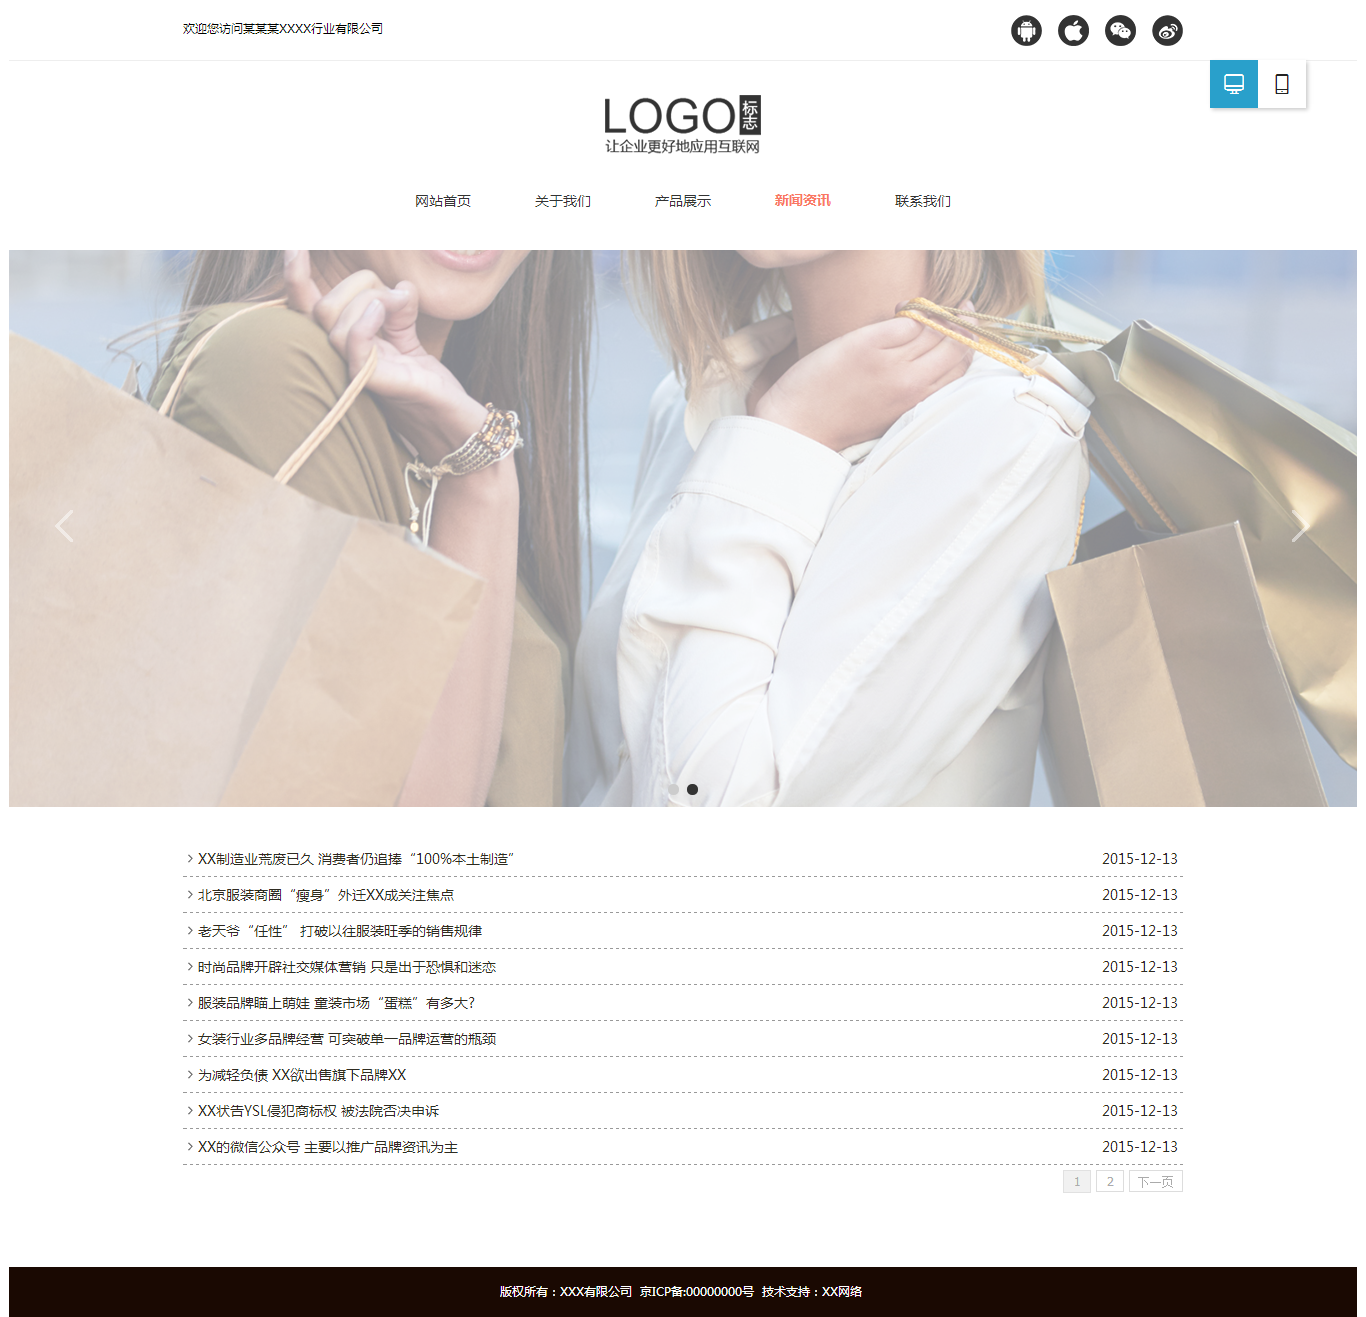 欢迎您访问某某某XXXX行业有限公司
LOGO标志
让企业更好地应用互联网
网站首页 关于我们 产品展示 新闻资讯 联系我们
XX制造业荒废已久 消费者仍追捧“100%本土制造” 2015-12-13
北京服装商圈“瘦身”外迁XX成关注焦点 2015-12-13
老天爷“任性” 打破以往服装旺季的销售规律 2015-12-13
时尚品牌开辟社交媒体营销 只是出于恐惧和迷恋 2015-12-13
服装品牌瞄上萌娃 童装市场“蛋糕”有多大? 2015-12-13
女装行业多品牌经营 可突破单一品牌运营的瓶颈 2015-12-13
为减轻负债 XX欲出售旗下品牌XX 2015-12-13
XX状告YSL侵犯商标权 被法院否决申诉 2015-12-13
XX的微信公众号 主要以推广品牌资讯为主 2015-12-13
1 2 下一页
版权所有：XXX有限公司 京ICP备:00000000号 技术支持：XX网络